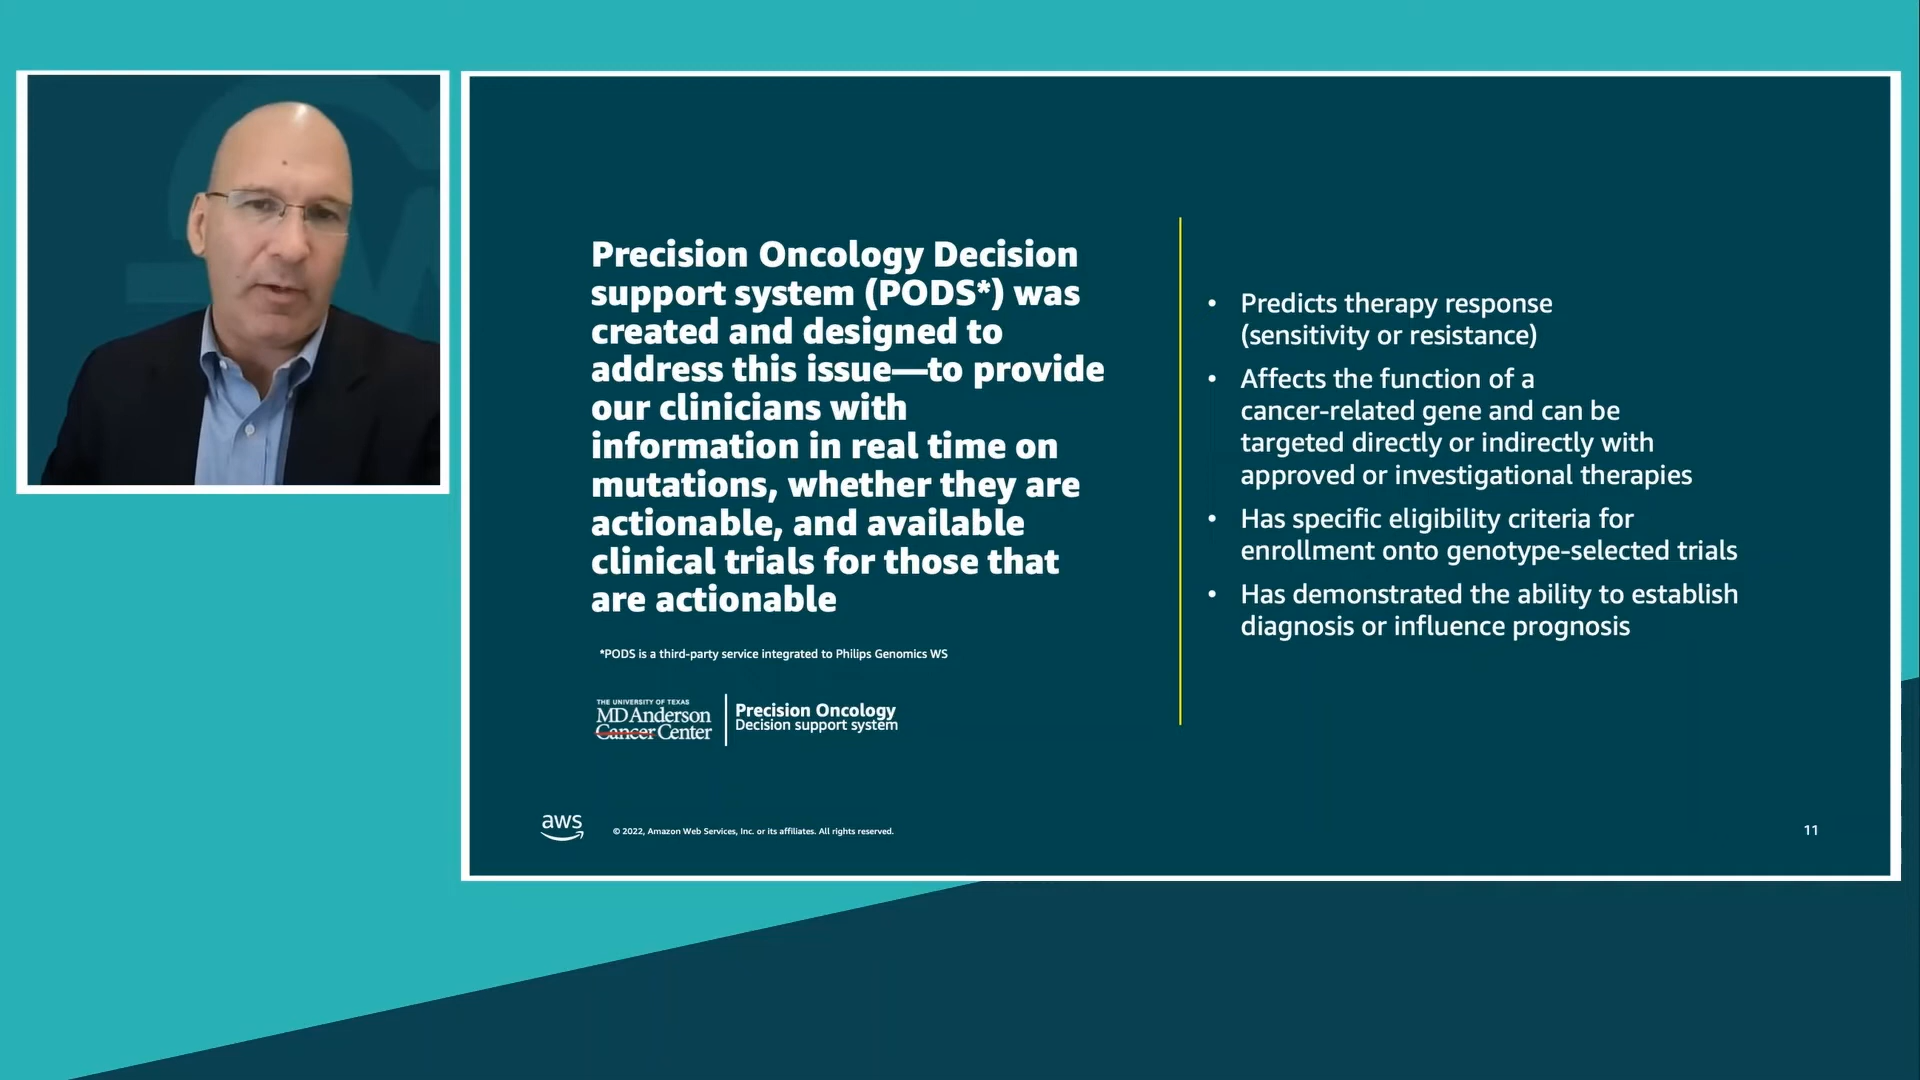 Precision Oncology Decision
support system (PODS*) was
created and designed to
address this issue—to provide
our clinicians with
information in real time on
mutations, whether they are
actionable, and available
clinical trials for those that
are actionable
*PODS is a third-party service integrated to Philips Genomics WS
THE UNIVERSITY OF TEXAS
MD Anderson
Cancer Center
Precision Oncology
Decision support system
• Predicts therapy response
(sensitivity or resistance)
• Affects the function of a
cancer-related gene and can be
targeted directly or indirectly with
approved or investigational therapies
• Has specific eligibility criteria for
enrollment onto genotype-selected trials
• Has demonstrated the ability to establish
diagnosis or influence prognosis
aws
© 2022, Amazon Web Services, Inc. or its affiliates. All rights reserved.
11